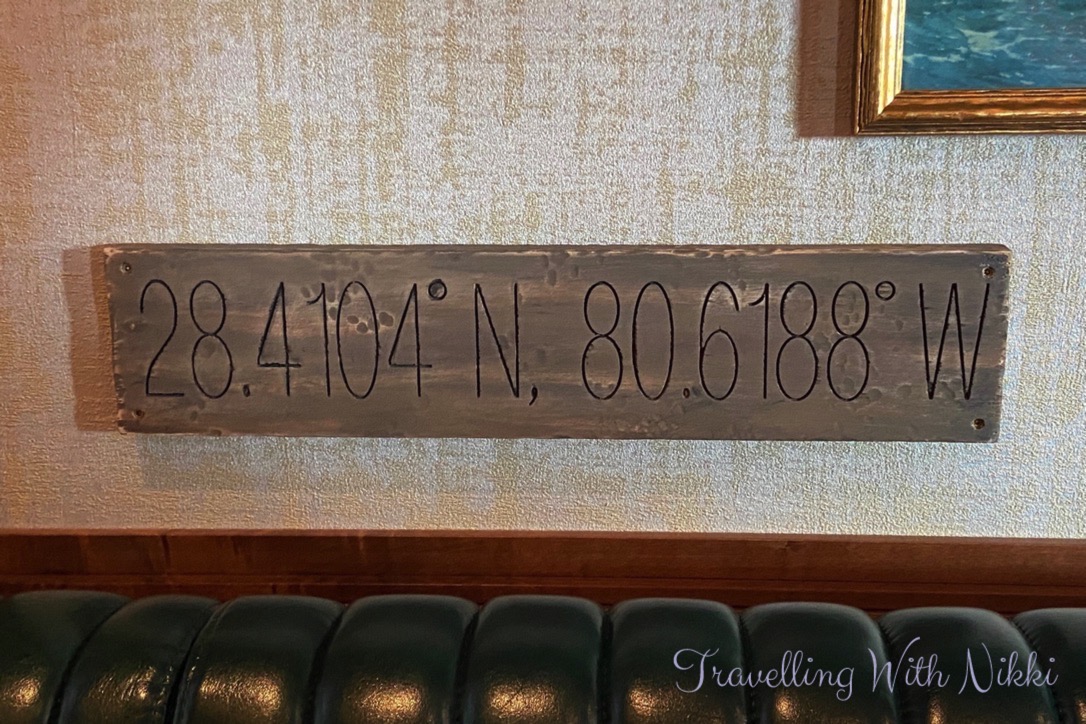 28.4104° N, 80.6188° W
Travelling With Nikki